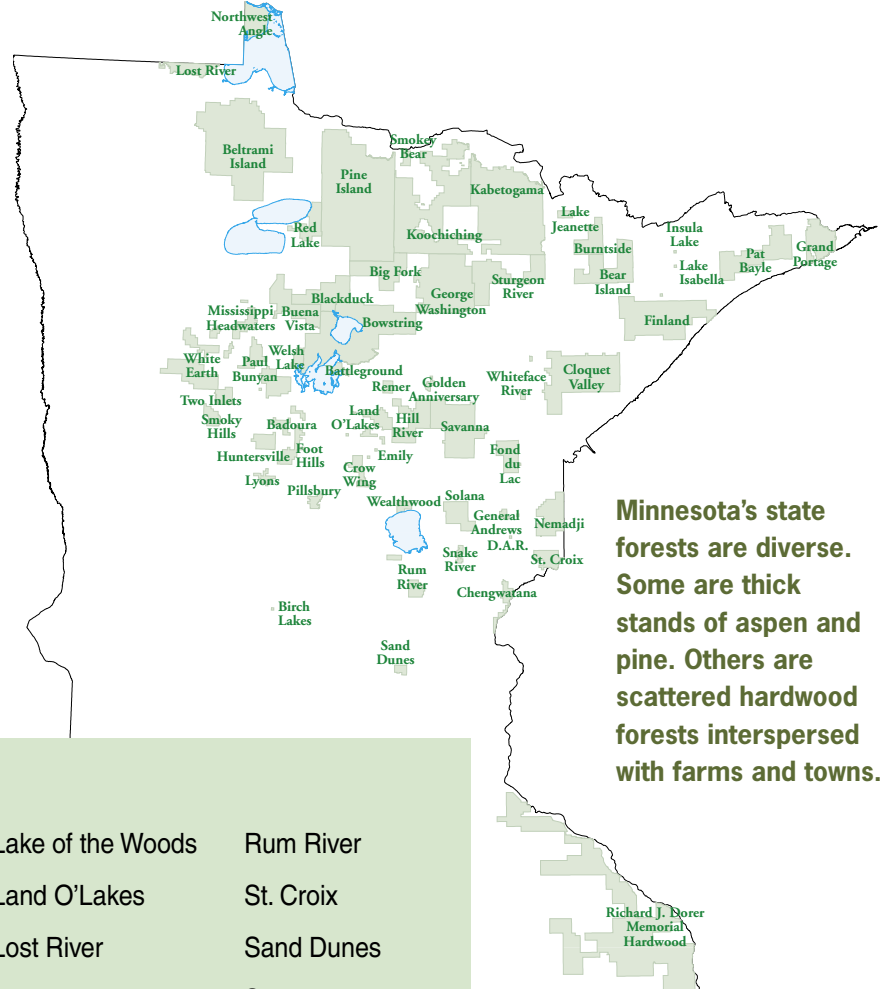 Northwest
Angle
Lost River
Beltrami
Island
Smokey
Bear
Pine
Island
Kabetogama
Red
Lake
Koochiching
Lake
Jeanette
Burntside
Insula
Lake
Lake
Isabella
Pat
Bayle
Grand
Portage
Bear
Island
Big Fork
Sturgeon
River
George
Washington
Blackduck
Mississippi
Headwaters
Buena
Vista
Bowstring
Finland
White
Earth
Paul
Bunyan
Welsh
Lake
Battleground
Remer
Golden
Anniversary
Whiteface
River
Cloquet
Valley
Two Inlets
Smoky
Hills
Badoura
Land
O'Lakes
Hill
River
Savanna
Huntersville
Foot
Hills
Emily
Fond
du
Lac
Lyons
Pillsbury
Crow
Wing
Wealthwood
Solana
General
Andrews
D.A.R.
Nemadji
Snake
River
St. Croix
Rum
River
Chengwatana
Birch
Lakes
Sand
Dunes
Minnesota's state
forests are diverse.
Some are thick
stands of aspen and
pine. Others are
scattered hardwood
forests interspersed
with farms and towns.
Lake of the Woods
Land O'Lakes
Lost River
Rum River
St. Croix
Sand Dunes
Richard J. Dorer
Memorial
Hardwood